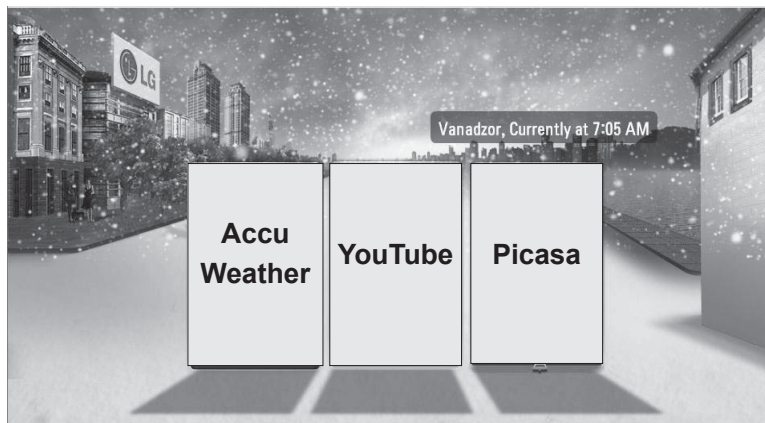 LG
Vanadzor, Currently at 7:05 AM
Accu
Weather
YouTube
Picasa